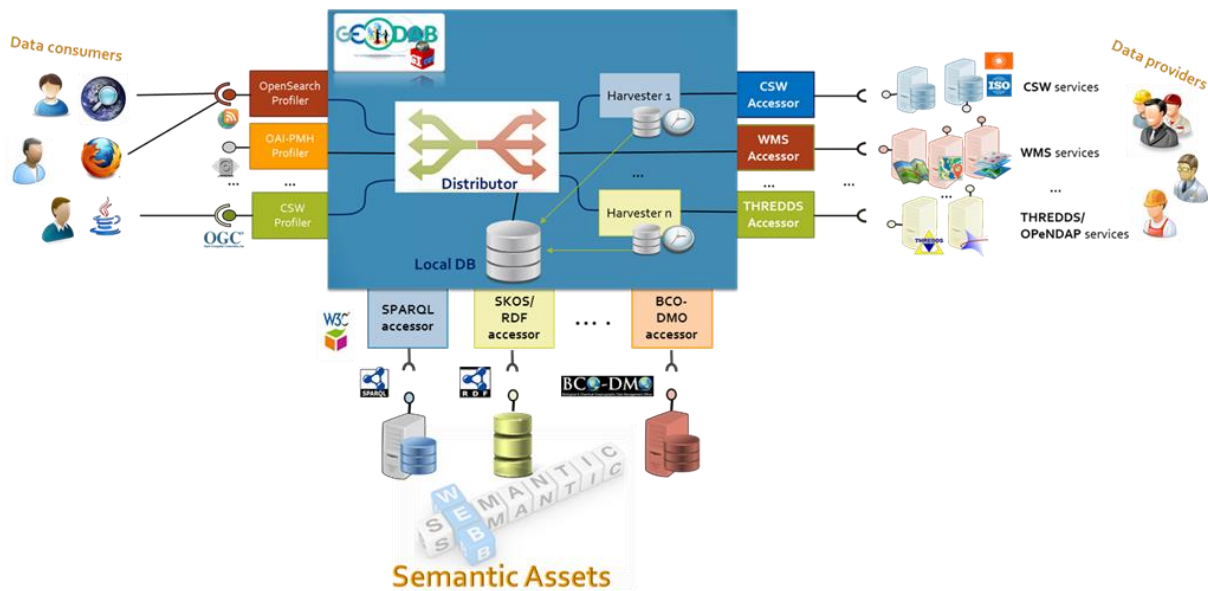 Data consumers
GEODAB
OpenSearch
Profiler
OAI-PMH
Profiler
...
...
CSW
Profiler
OGC
Distributor
Local DB
Harvester 1
...
Harvester n
CSW
Accessor
WMS
Accessor
...
THREDDS
Accessor
...
ISO
CSW services
WMS services
...
...
THREDDS
THREDDS/
OPeNDAP services
Data providers
W3C
SPARQL
accessor
SKOS/
RDF
accessor
... .
BCO-
DMO
accessor
SPARQL
RDF
BCO-DMO
SEMANTIC
SEMANTIC
WEB
Semantic Assets